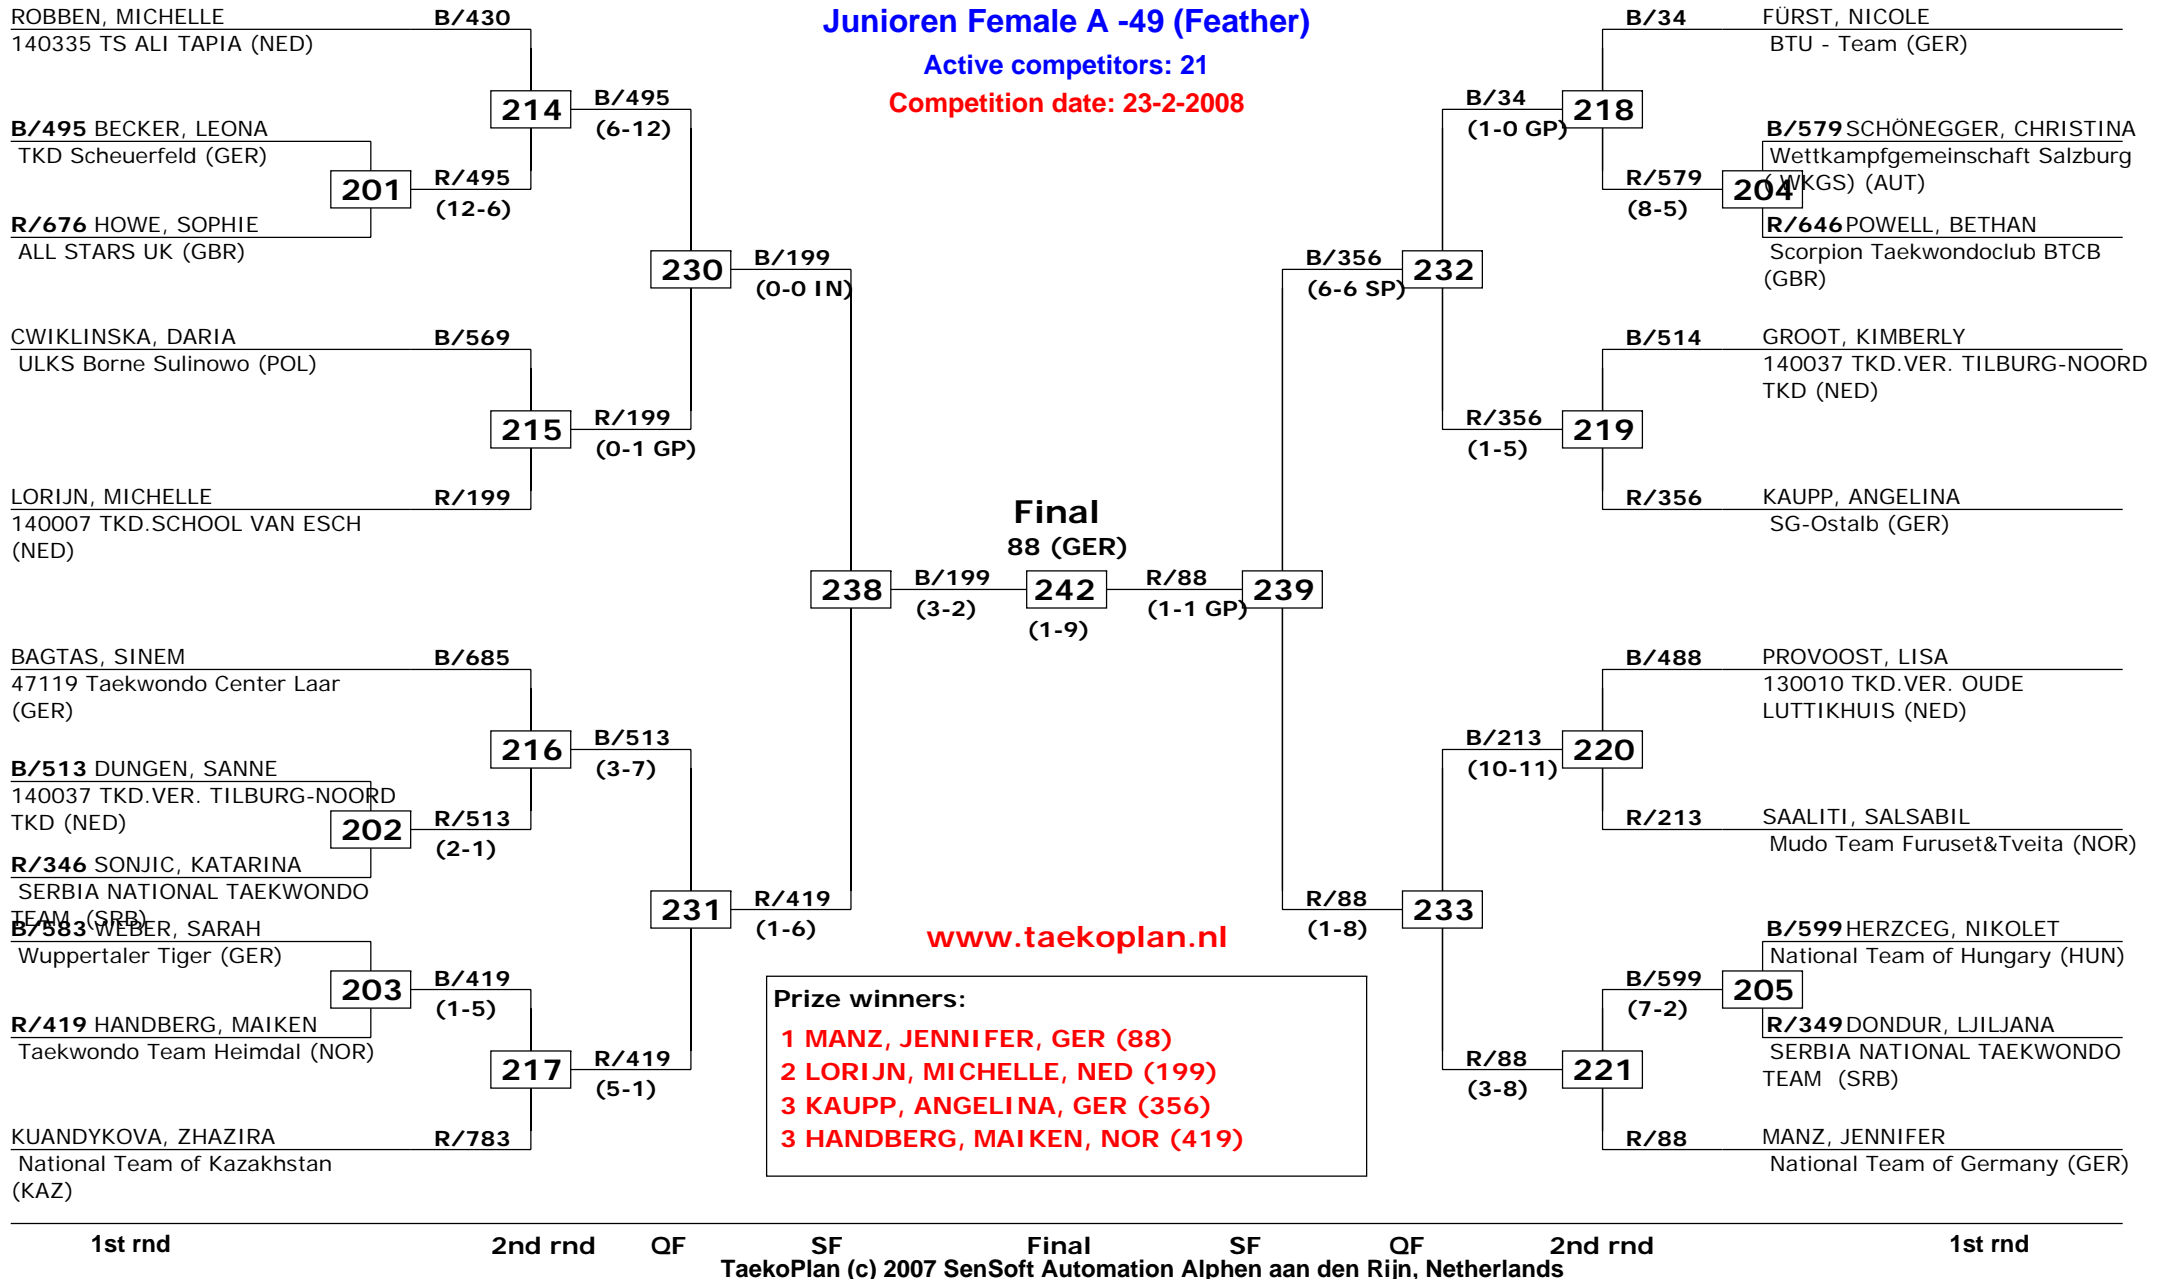 Junioren Female A -49 (Feather)
Active competitors: 21
Competition date: 23-2-2008
ROBBEN, MICHELLE B/430
140335 TS ALI TAPIA (NED)
214 B/495
(6-12)
B/495 BECKER, LEONA
TKD Scheuerfeld (GER)
201 R/495
(12-6)
R/676 HOWE, SOPHIE
ALL STARS UK (GBR)
230 B/199
(0-0 IN)
CWIKLINSKA, DARIA B/569
ULKS Borne Sulinowo (POL)
215 R/199
(0-1 GP)
LORIJN, MICHELLE R/199
140007 TKD.SCHOOL VAN ESCH
(NED)
238 B/199
(3-2)
BAGTAS, SINEM B/685
47119 Taekwondo Center Laar
(GER)
216 B/513
(3-7)
B/513 DUNGEN, SANNE
140037 TKD.VER. TILBURG-NOORD
TKD (NED)
202 R/513
(2-1)
R/346 SONJIC, KATARINA
SERBIA NATIONAL TAEKWONDO
TEAM (SRB)
231 R/419
(1-6)
B/583 WEBER, SARAH
Wuppertaler Tiger (GER)
203 B/419
(1-5)
R/419 HANDBERG, MAIKEN
Taekwondo Team Heimdal (NOR)
217 R/419
(5-1)
KUANDYKOVA, ZHAZIRA R/783
National Team of Kazakhstan
(KAZ)
Final
88 (GER)
242
(1-9)
B/34 FÜRST, NICOLE
BTU - Team (GER)
B/34 218
(1-0 GP)
B/579 SCHÖNEGGER, CHRISTINA
Wettkampfgemeinschaft Salzburg
( WKGS) (AUT)
R/579 204
(8-5)
R/646 POWELL, BETHAN
Scorpion Taekwondoclub BTCB
(GBR)
B/356 232
(6-6 SP)
B/514 GROOT, KIMBERLY
140037 TKD.VER. TILBURG-NOORD
TKD (NED)
R/356 219
(1-5)
R/356 KAUPP, ANGELINA
SG-Ostalb (GER)
R/88 239
(1-1 GP)
B/488 PROVOOST, LISA
130010 TKD.VER. OUDE
LUTTIKHUIS (NED)
B/213 220
(10-11)
R/213 SAALITI, SALSABIL
Mudo Team Furuset&Tveita (NOR)
R/88 233
(1-8)
B/599 HERZCEG, NIKOLET
National Team of Hungary (HUN)
B/599 205
(7-2)
R/349 DONDUR, LJILJANA
SERBIA NATIONAL TAEKWONDO
TEAM (SRB)
R/88 221
(3-8)
R/88 MANZ, JENNIFER
National Team of Germany (GER)
www.taekoplan.nl
Prize winners:
1 MANZ, JENNIFER, GER (88)
2 LORIJN, MICHELLE, NED (199)
3 KAUPP, ANGELINA, GER (356)
3 HANDBERG, MAIKEN, NOR (419)
1st rnd 2nd rnd QF SF Final SF QF 2nd rnd 1st rnd
TaekoPlan (c) 2007 SenSoft Automation Alphen aan den Rijn, Netherlands